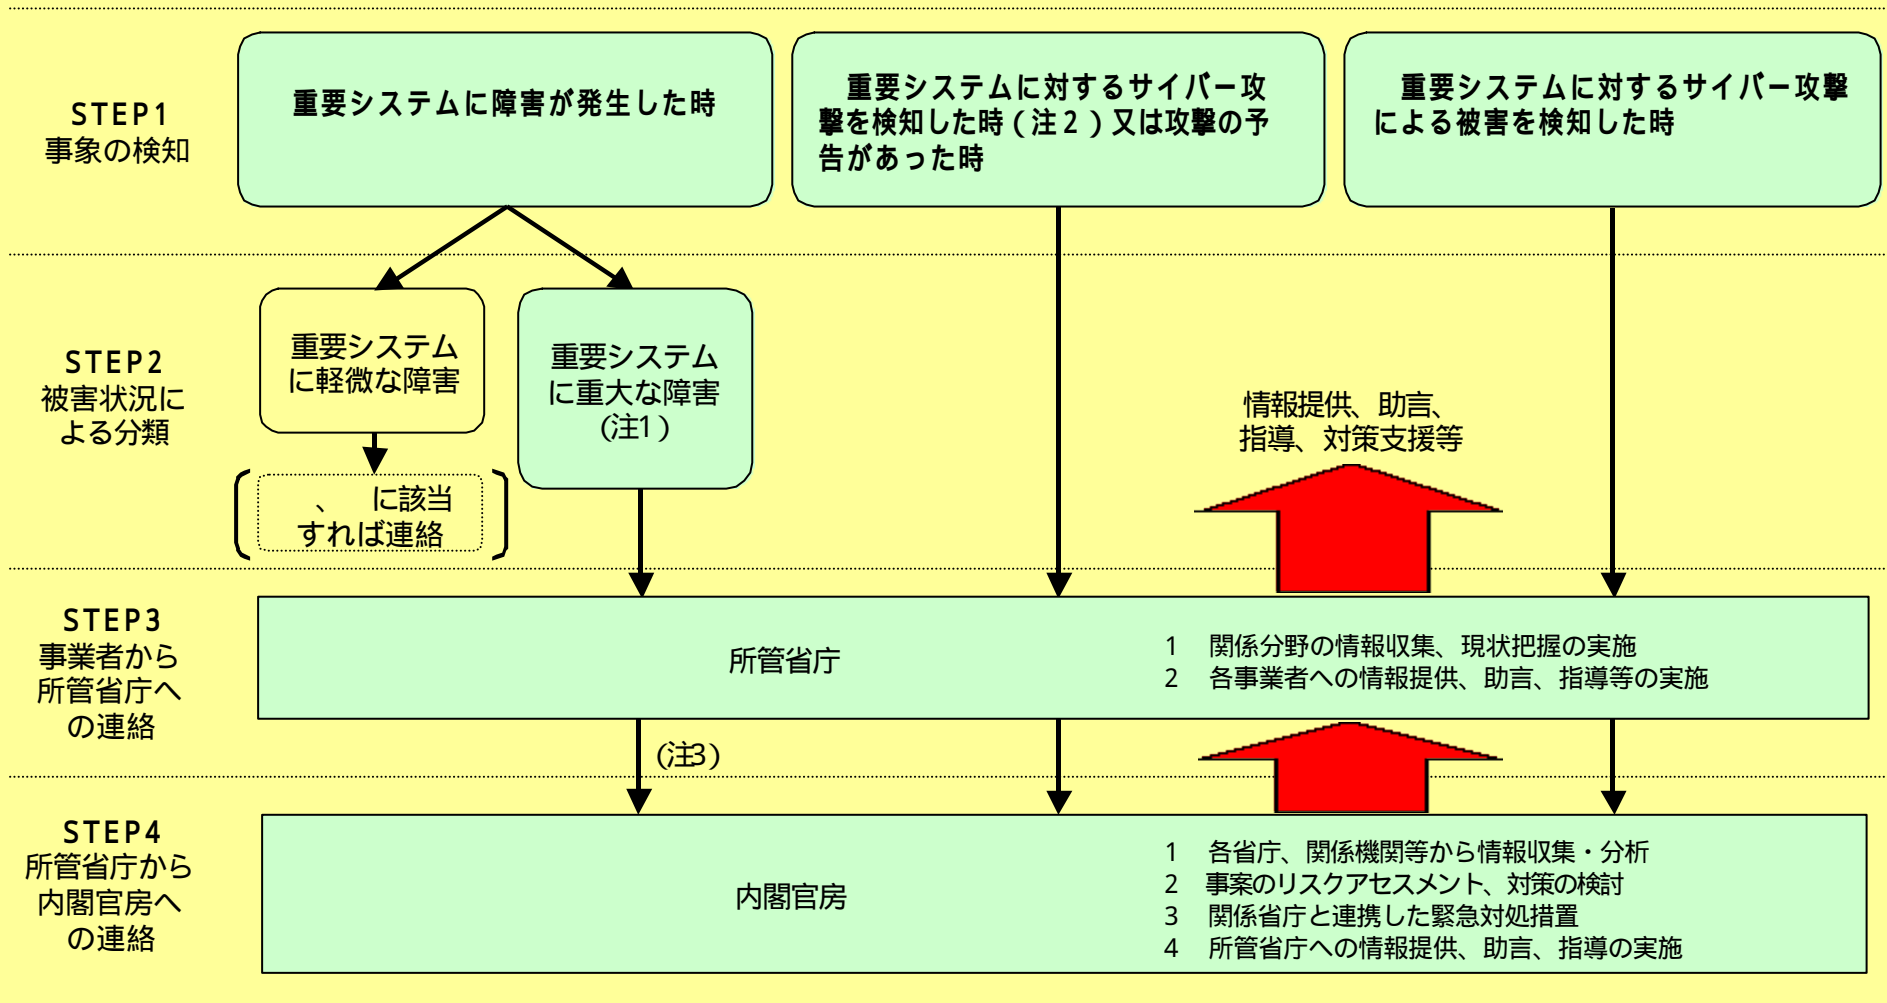 STEP1
事象の検知
重要システムに障害が発生した時
重要システムに対するサイバー攻
撃を検知した時（注２）又は攻撃の予
告があった時
重要システムに対するサイバー攻撃
による被害を検知した時
STEP2
被害状況に
よる分類
重要システム
に軽微な障害
、　に該当
すれば連絡
重要システム
に重大な障害
(注1）
情報提供、助言、
指導、対策支援等
STEP3
事業者から
所管省庁へ
の連絡
所管省庁
1　関係分野の情報収集、現状把握の実施
2　各事業者への情報提供、助言、指導等の実施
(注3）
STEP4
所管省庁から
内閣官房へ
の連絡
内閣官房
1　各省庁、関係機関等から情報収集・分析
2　事案のリスクアセスメント、対策の検討
3　関係省庁と連携した緊急対処措置
4　所管省庁への情報提供、助言、指導の実施